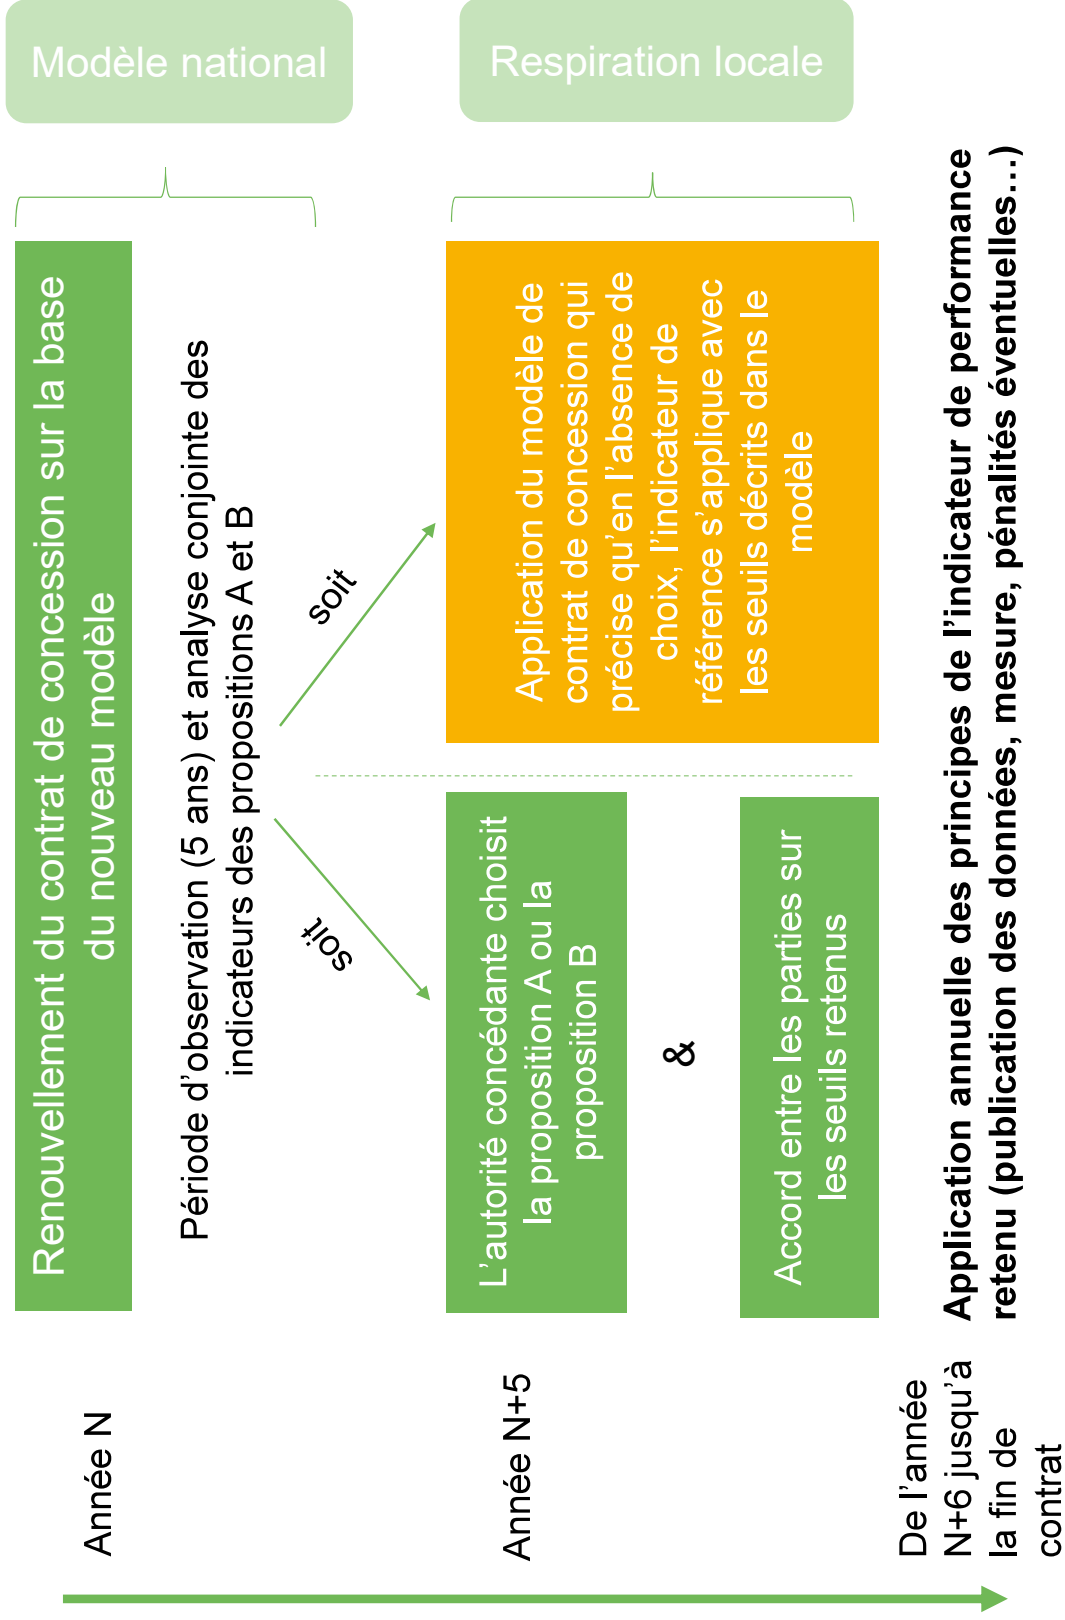 Année N
Renouvellement du contrat de concession sur la base
du nouveau modèle
Modèle national
Période d'observation (5 ans) et analyse conjointe des
indicateurs des propositions A et B
soit
soit
Année N+5
L'autorité concédante choisit
la proposition A ou la
proposition B
&
Accord entre les parties sur
les seuils retenus
Application du modèle de
contrat de concession qui
précise qu'en l'absence de
choix, l'indicateur de
référence s'applique avec
les seuils décrits dans le
modèle
Respiration locale
De l'année
N+6 jusqu'à
la fin de
contrat
Application annuelle des principes de l'indicateur de performance
retenu (publication des données, mesure, pénalités éventuelles…)